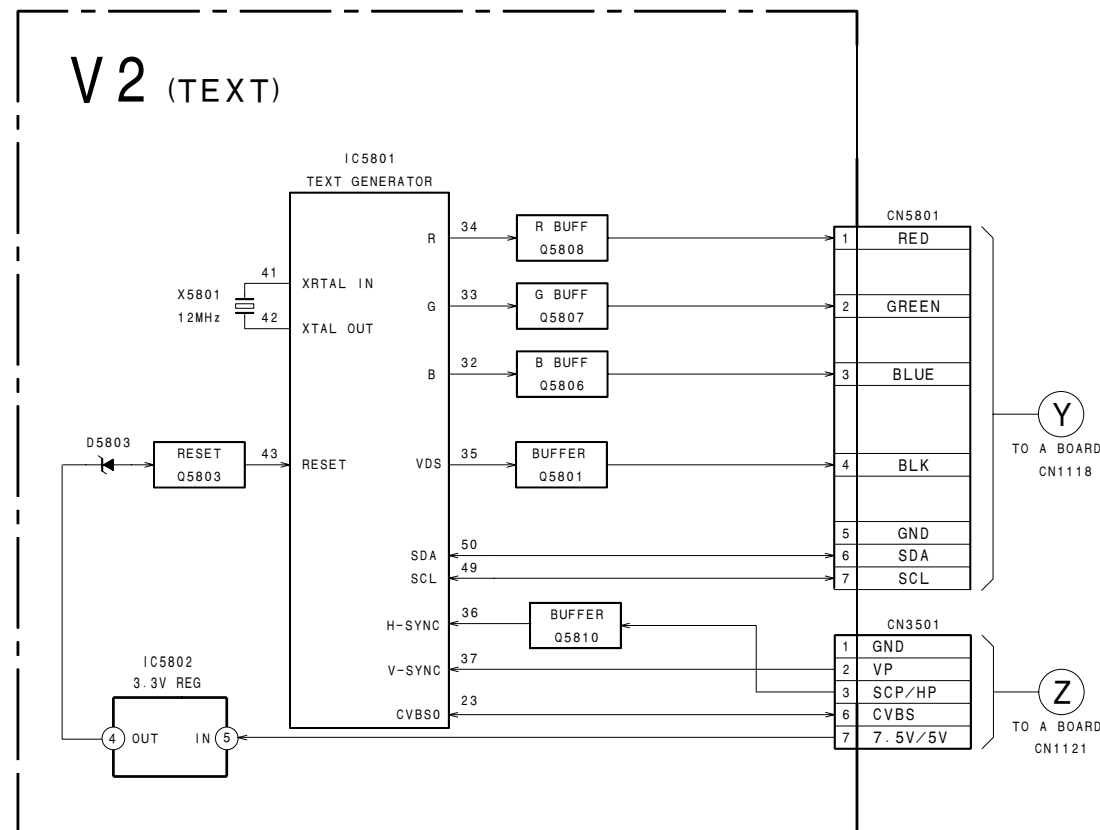 V2 (TEXT)
IC5801
TEXT GENERATOR
R
34
R BUFF
Q5808
X5801
12MHz
41
XRTAL IN
42
XTAL OUT
G
33
G BUFF
Q5807
B
32
B BUFF
Q5806
D5803
RESET
Q5803
43
RESET
VDS
35
BUFFER
Q5801
SDA
50
SCL
49
H-SYNC
36
BUFFER
Q5810
V-SYNC
37
CVBS0
23
IC5802
3.3V REG
4 OUT IN 5
CN5801
1 RED
2 GREEN
3 BLUE
4 BLK
5 GND
6 SDA
7 SCL
Y
TO A BOARD
CN1118
CN3501
1 GND
2 VP
3 SCP/HP
6 CVBS
7 7.5V/5V
Z
TO A BOARD
CN1121